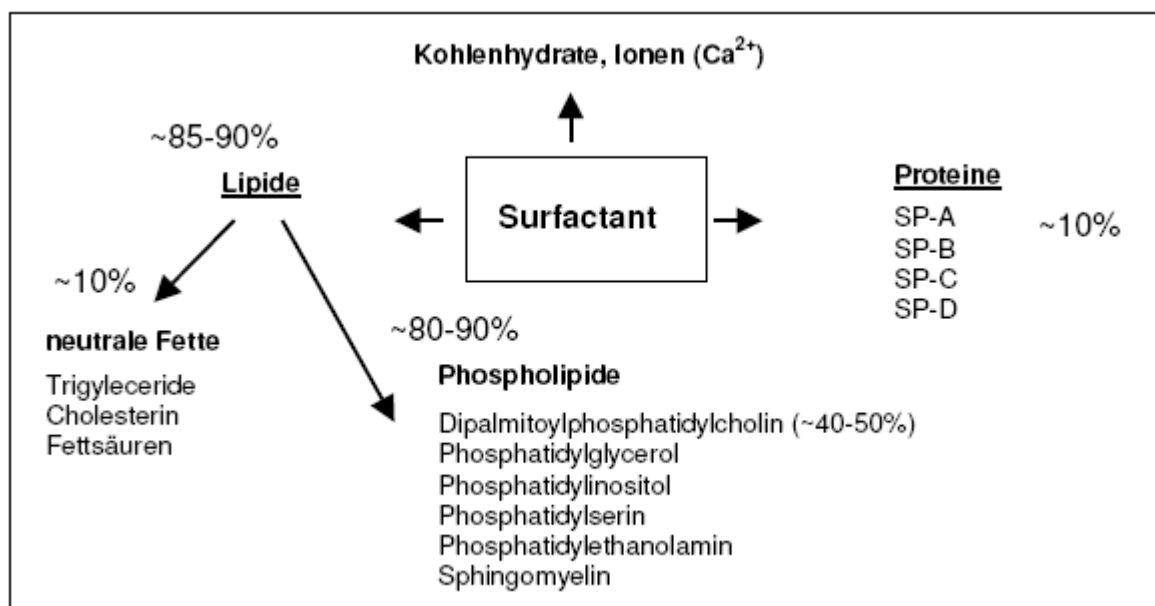 Kohlenhydrate, Ionen (Ca²⁺)
~85-90%
Lipide
Surfactant
Proteine
SP-A
SP-B
SP-C
SP-D
~10%
~10%
neutrale Fette
Trigyleceride
Cholesterin
Fettsäuren
~80-90%
Phospholipide
Dipalmitoylphosphatidylcholin (~40-50%)
Phosphatidylglycerol
Phosphatidylinositol
Phosphatidylserin
Phosphatidylethanolamin
Sphingomyelin